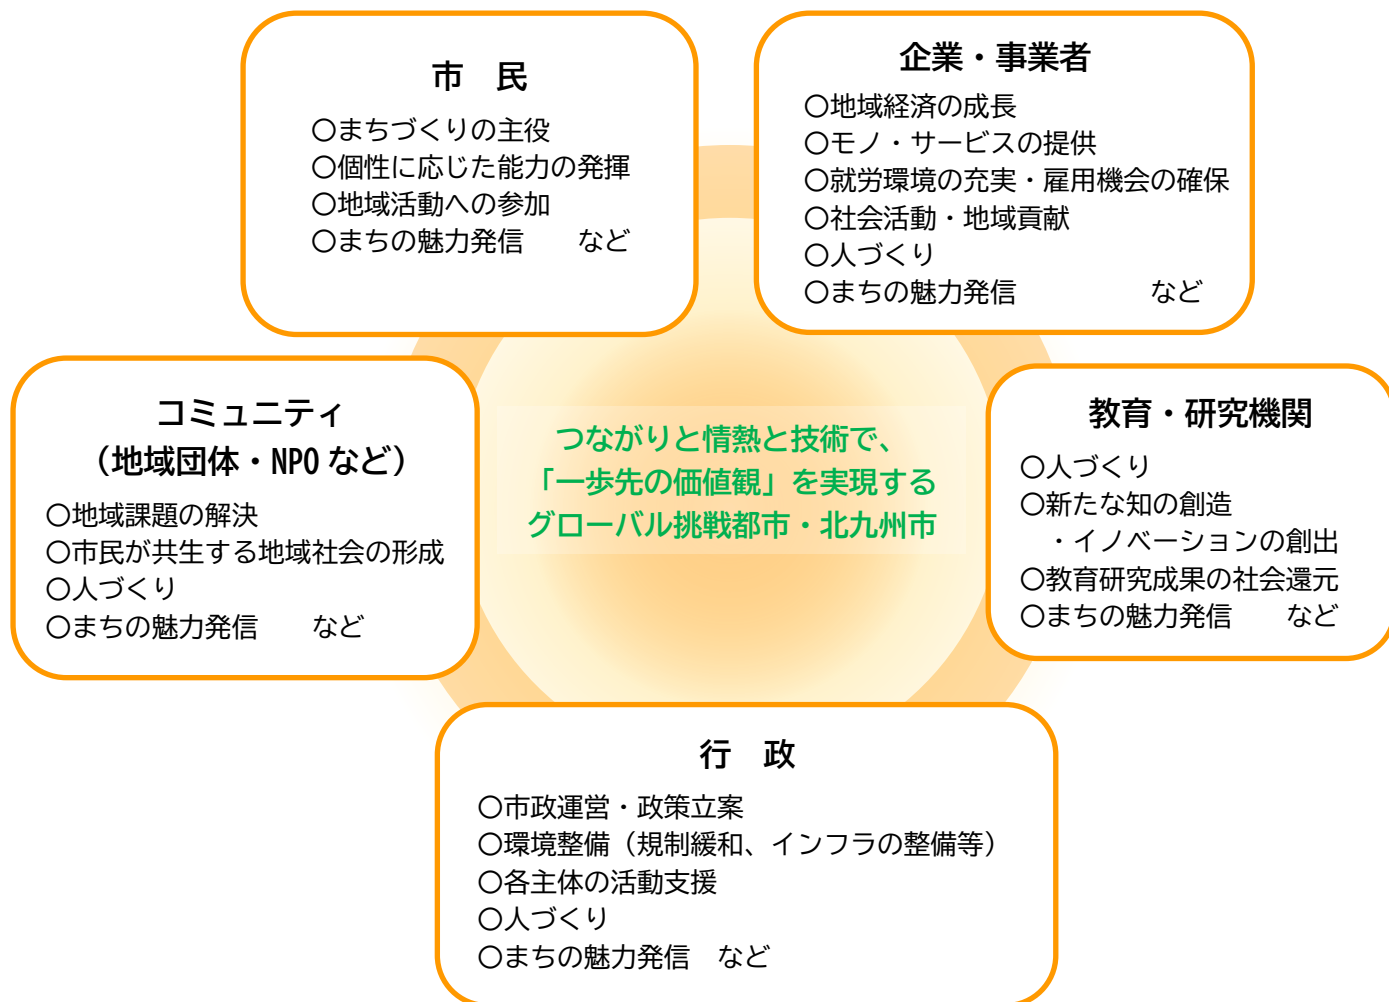 市　民
〇まちづくりの主役
〇個性に応じた能力の発揮
〇地域活動への参加
〇まちの魅力発信　　など
企業・事業者
〇地域経済の成長
〇モノ・サービスの提供
〇就労環境の充実・雇用機会の確保
〇社会活動・地域貢献
〇人づくり
〇まちの魅力発信　　　　　など
コミュニティ
（地域団体・NPOなど）
〇地域課題の解決
〇市民が共生する地域社会の形成
〇人づくり
〇まちの魅力発信　　など
つながりと情熱と技術で、
「一歩先の価値観」を実現する
グローバル挑戦都市・北九州市
教育・研究機関
〇人づくり
〇新たな知の創造
・イノベーションの創出
〇教育研究成果の社会還元
〇まちの魅力発信　　など
行　政
〇市政運営・政策立案
〇環境整備（規制緩和、インフラの整備等）
〇各主体の活動支援
〇人づくり
〇まちの魅力発信　など